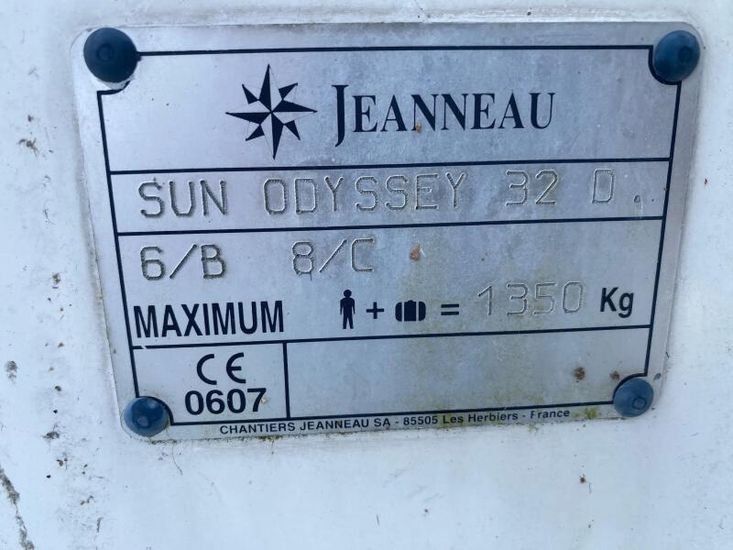 JEANNEAU
SUN ODYSSEY 32 D.
6/B 8/C
MAXIMUM + = 1350 Kg
CE
0607
CHANTIERS JEANNEAU SA - 85505 Les Herbiers - France